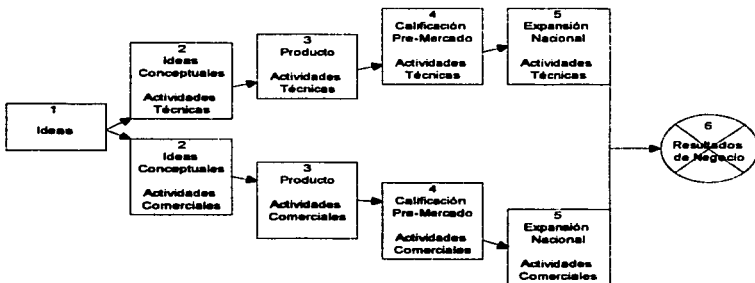 1
Ideas
2
Ideas
Conceptuales
Actividades
Técnicas
3
Producto
Actividades
Técnicas
4
Calificación
Pre-Mercado
Actividades
Técnicas
5
Expansión
Nacional
Actividades
Técnicas
2
Ideas
Conceptuales
Actividades
Comerciales
3
Producto
Actividades
Comerciales
4
Calificación
Pre-Mercado
Actividades
Comerciales
5
Expansión
Nacional
Actividades
Comerciales
6
Resultados
de Negocio